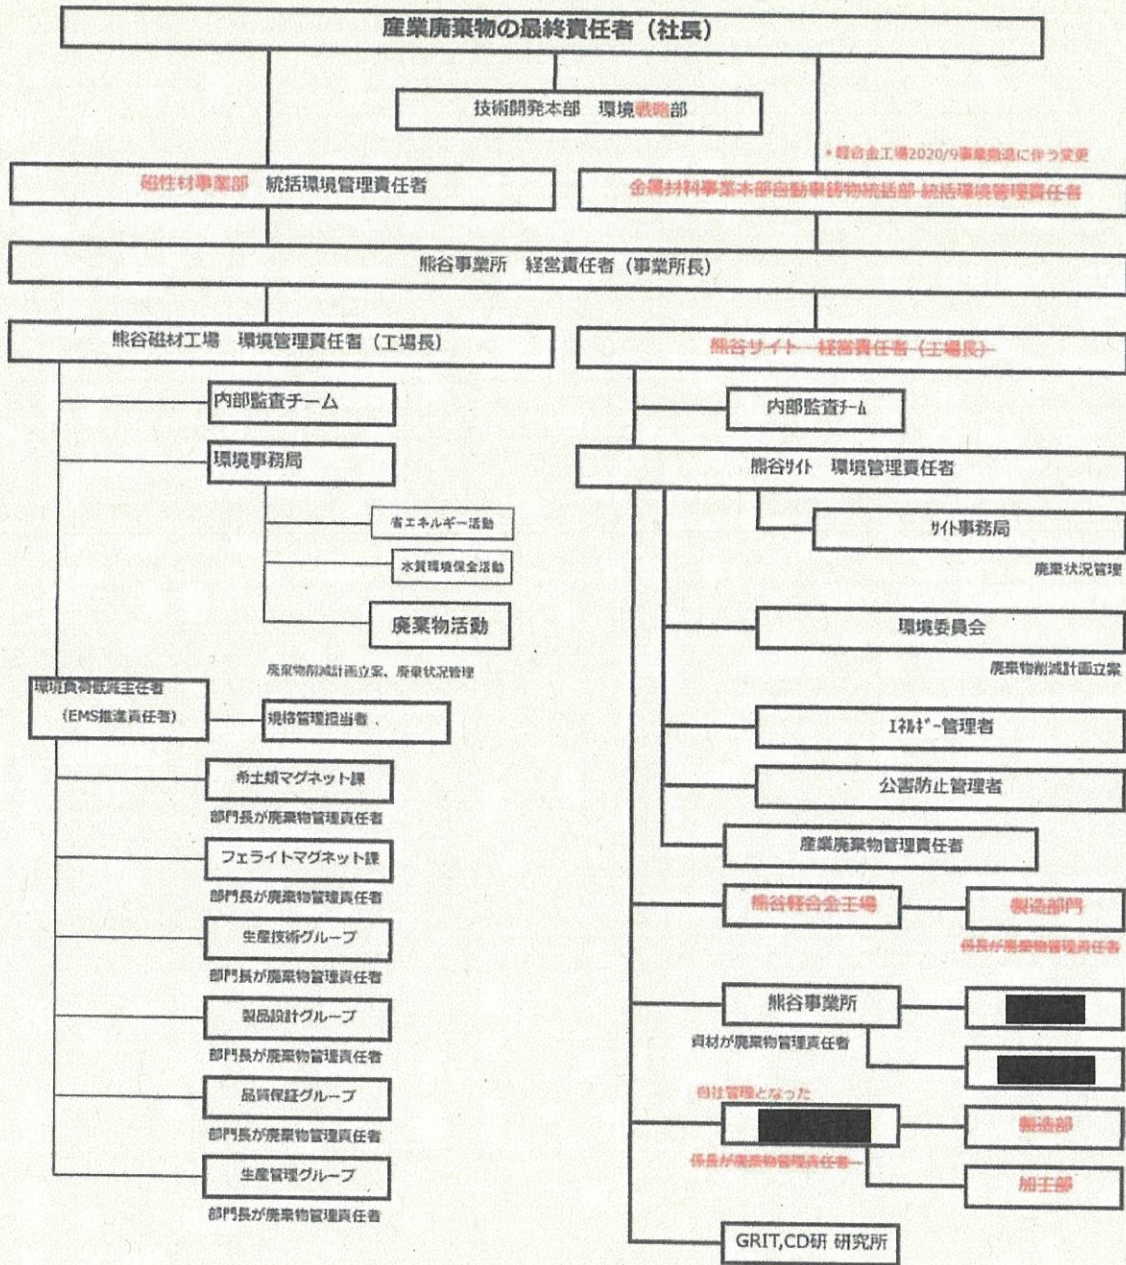 産業廃棄物の最終責任者（社長）
技術開発本部　環境戦略部
＊軽合金工場2020/9事業撤退に伴う変更
磁性材事業部　統括環境管理責任者
金属材料事業本部自動車鋳物統括部 統括環境管理責任者
熊谷事業所　経営責任者（事業所長）
熊谷磁材工場　環境管理責任者（工場長）
内部監査チーム
環境事務局
省エネルギー活動
水質環境保全活動
廃棄物活動
廃棄物削減計画立案、廃棄状況管理
環境負荷低減主任者
（EMS推進責任者）
規格管理担当者
希土類マグネット課
部門長が廃棄物管理責任者
フェライトマグネット課
部門長が廃棄物管理責任者
生産技術グループ
部門長が廃棄物管理責任者
製品設計グループ
部門長が廃棄物管理責任者
品質保証グループ
部門長が廃棄物管理責任者
生産管理グループ
部門長が廃棄物管理責任者
熊谷サイト　経営責任者（工場長）
内部監査ﾁｰﾑ
熊谷ｻｲﾄ　環境管理責任者
ｻｲﾄ事務局
廃棄状況管理
環境委員会
廃棄物削減計画立案
ｴﾈﾙｷﾞｰ管理者
公害防止管理者
産業廃棄物管理責任者
熊谷軽合金工場
製造部門
係長が廃棄物管理責任者
熊谷事業所
資材が廃棄物管理責任者
自社管理となった
係長が廃棄物管理責任者
製造部
加工部
GRIT,CD研 研究所